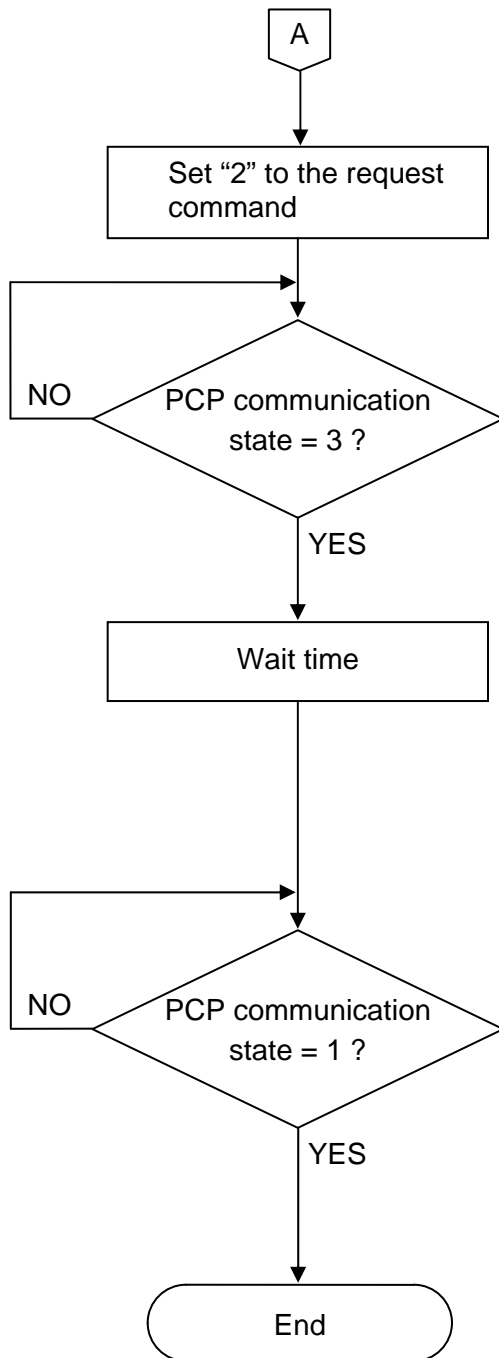 A
Set “2” to the request
command
PCP communication
state = 3 ?
NO
YES
Wait time
PCP communication
state = 1 ?
NO
YES
End